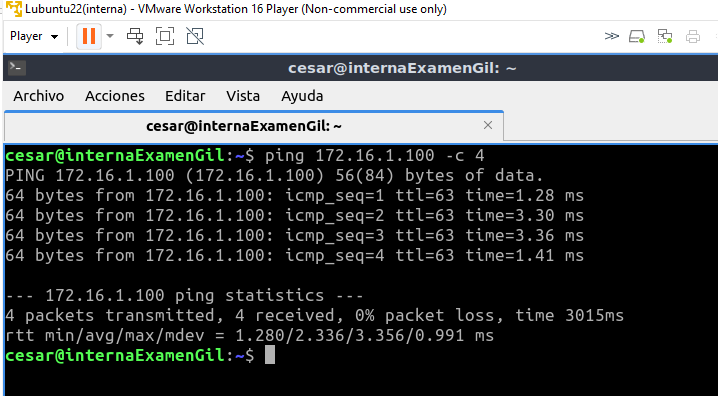 Lubuntu22(interna) - VMware Workstation 16 Player (Non-commercial use only)
Player
cesar@internaExamenGil: ~
Archivo Acciones Editar Vista Ayuda
cesar@internaExamenGil: ~
cesar@internaExamenGil:~$ ping 172.16.1.100 -c 4
PING 172.16.1.100 (172.16.1.100) 56(84) bytes of data.
64 bytes from 172.16.1.100: icmp_seq=1 ttl=63 time=1.28 ms
64 bytes from 172.16.1.100: icmp_seq=2 ttl=63 time=3.30 ms
64 bytes from 172.16.1.100: icmp_seq=3 ttl=63 time=3.36 ms
64 bytes from 172.16.1.100: icmp_seq=4 ttl=63 time=1.41 ms
--- 172.16.1.100 ping statistics ---
4 packets transmitted, 4 received, 0% packet loss, time 3015ms
rtt min/avg/max/mdev = 1.280/2.336/3.356/0.991 ms
cesar@internaExamenGil:~$